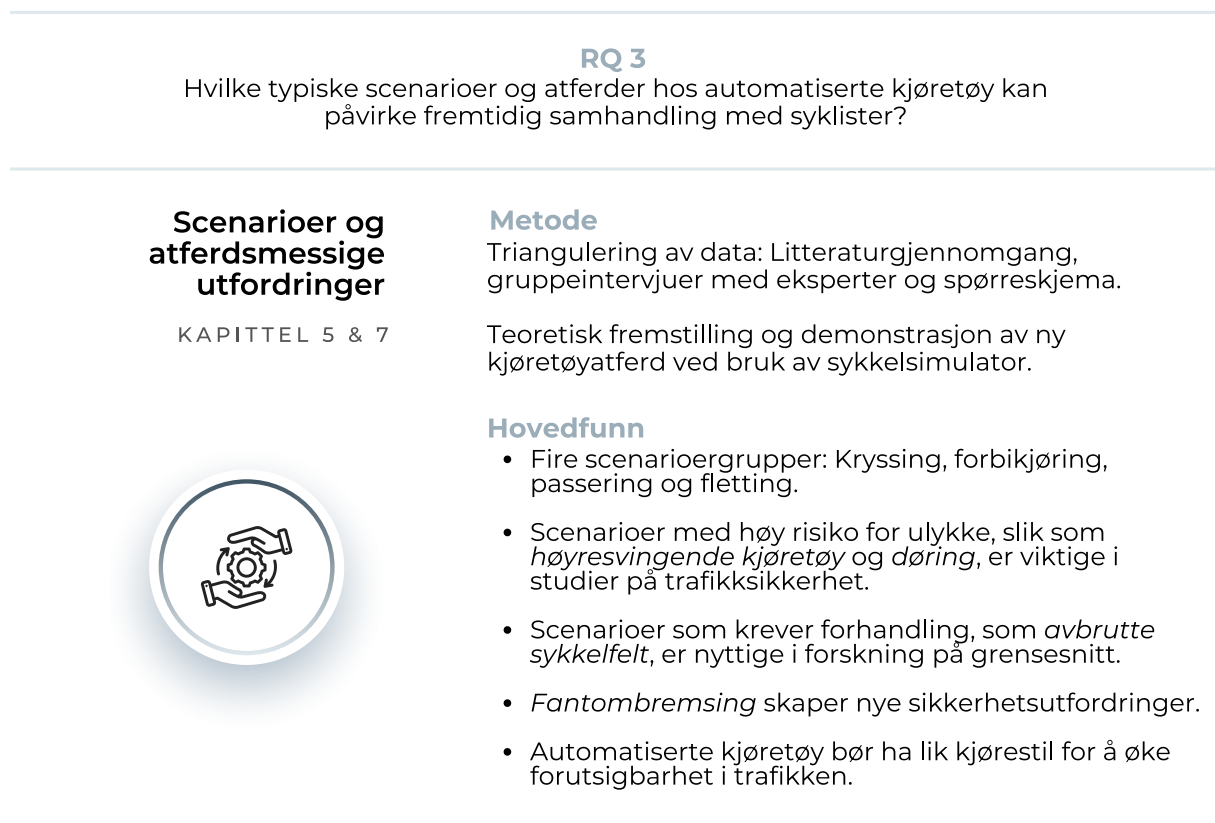 RQ 3
Hvilke typiske scenarioer og atferder hos automatiserte kjøretøy kan
påvirke fremtidig samhandling med syklister?
Scenarioer og
atferdsmessige
utfordringer
KAPITTEL 5 & 7
Metode
Triangulering av data: Litteraturgjennomgang,
gruppeintervjuer med eksperter og spørreskjema.
Teoretisk fremstilling og demonstrasjon av ny
kjøretøyatferd ved bruk av sykkelsimulator.
Hovedfunn
• Fire scenarioergrupper: Kryssing, forbikjøring,
passering og fletting.
• Scenarioer med høy risiko for ulykke, slik som
høyresvingende kjøretøy og døring, er viktige i
studier på trafikksikkerhet.
• Scenarioer som krever forhandling, som avbrutte
sykkelfelt, er nyttige i forskning på grensesnitt.
• Fantombremsing skaper nye sikkerhetsutfordringer.
• Automatiserte kjøretøy bør ha lik kjørestil for å øke
forutsigbarhet i trafikken.